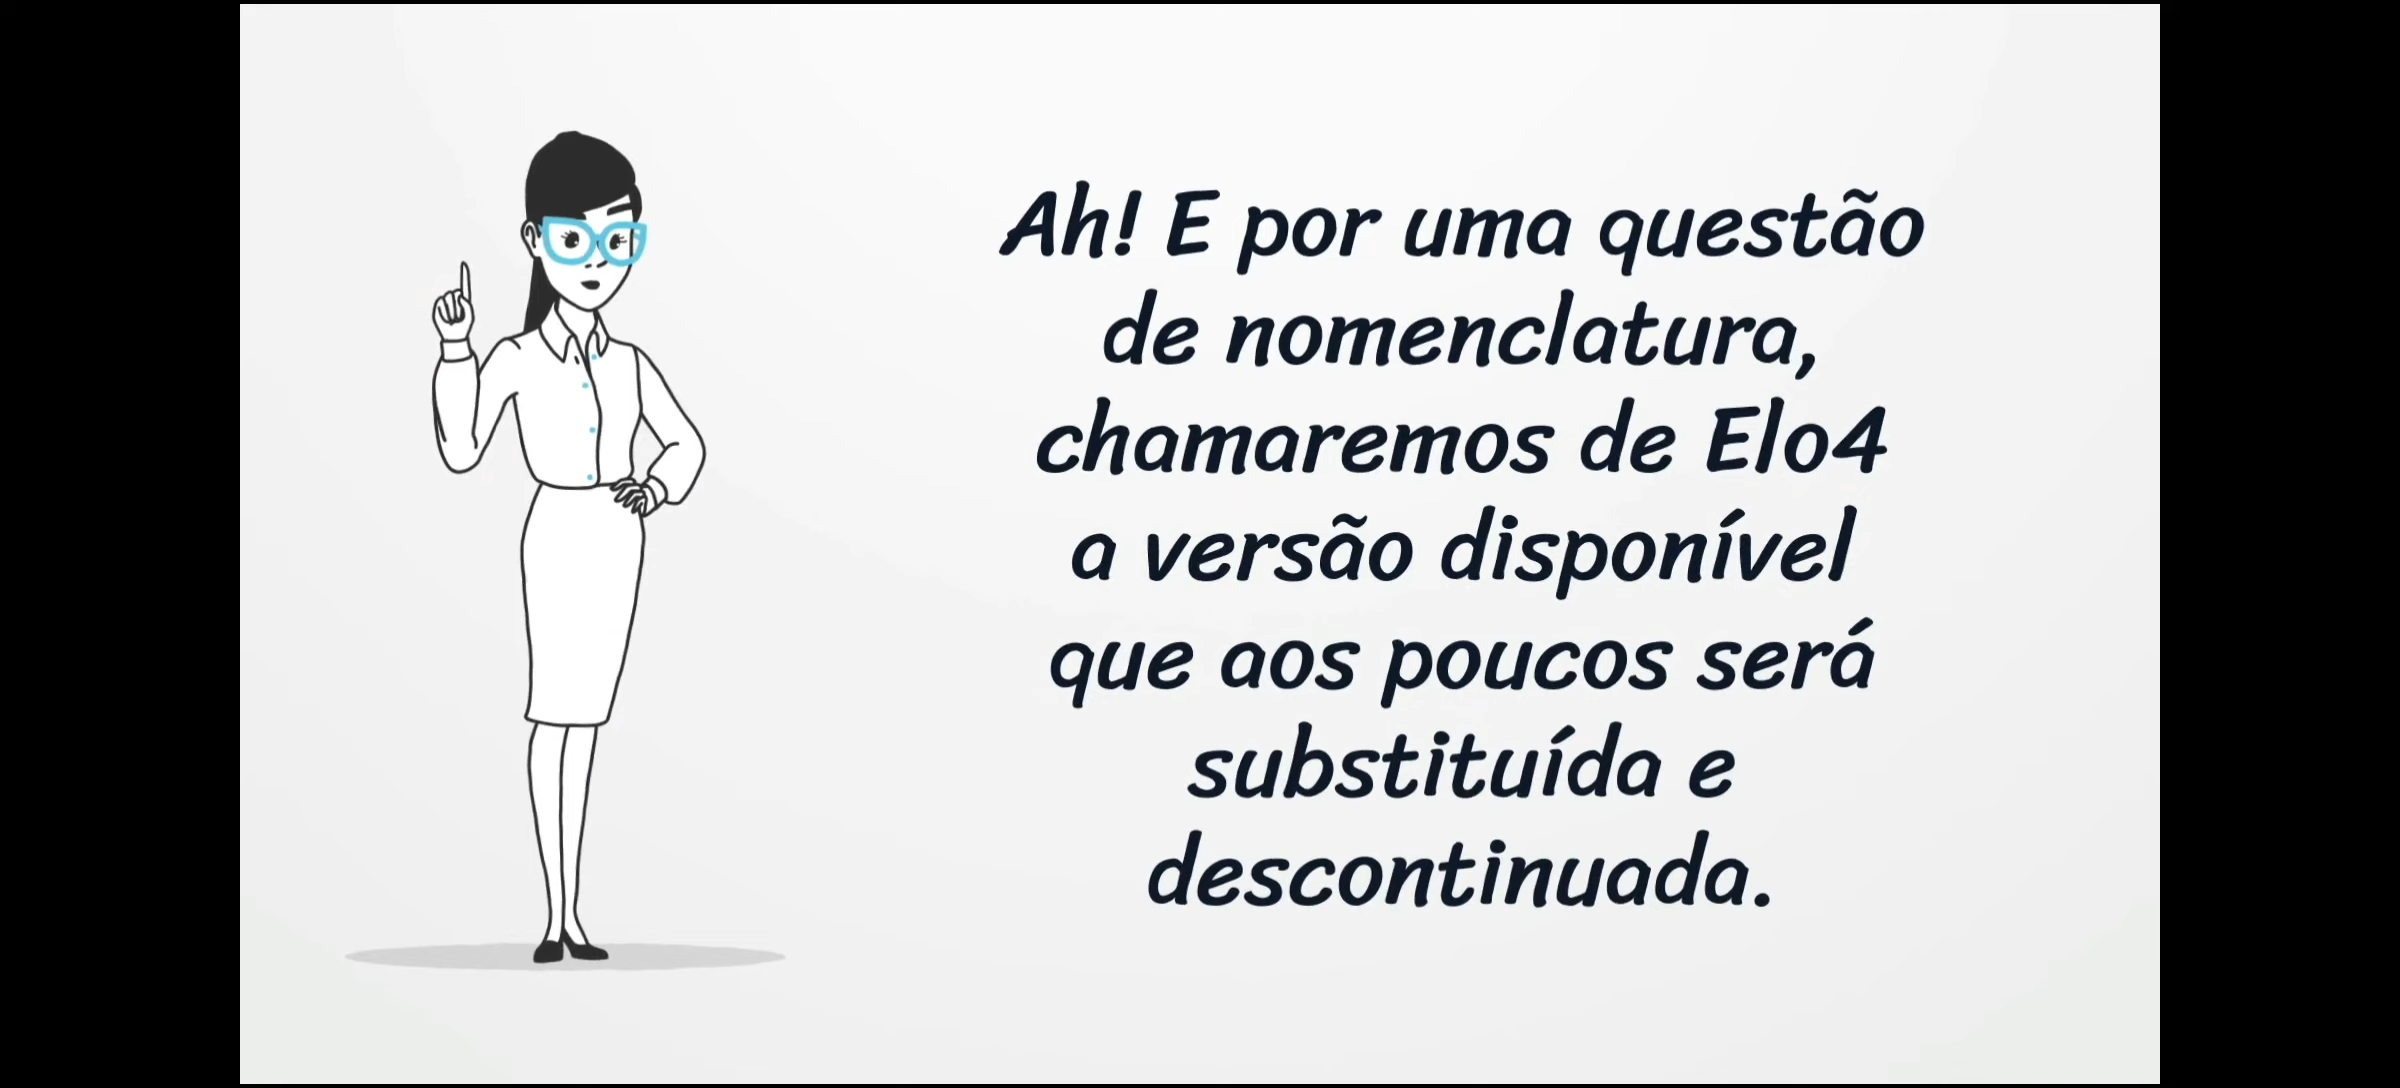 Ah! E por uma questão
de nomenclatura,
chamaremos de Elo4
a versão disponível
que aos poucos será
substituída e
descontinuada.